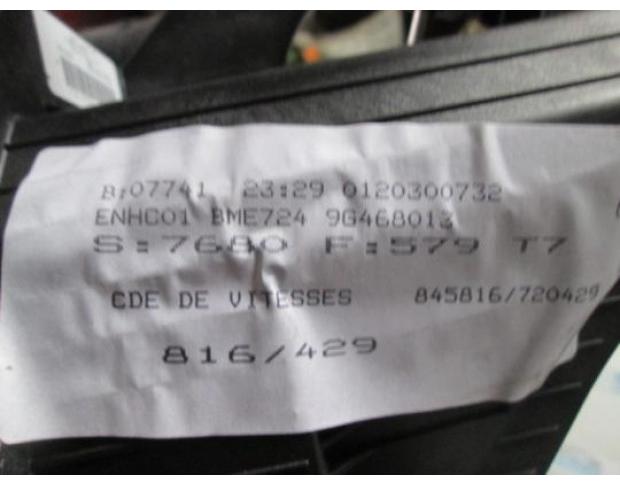 B:07741 23:29 0120300732
ENHC01 BME724 9G468013
S:7680 F:579 T7
CDE DE VITESSES 845816/720429
816/429